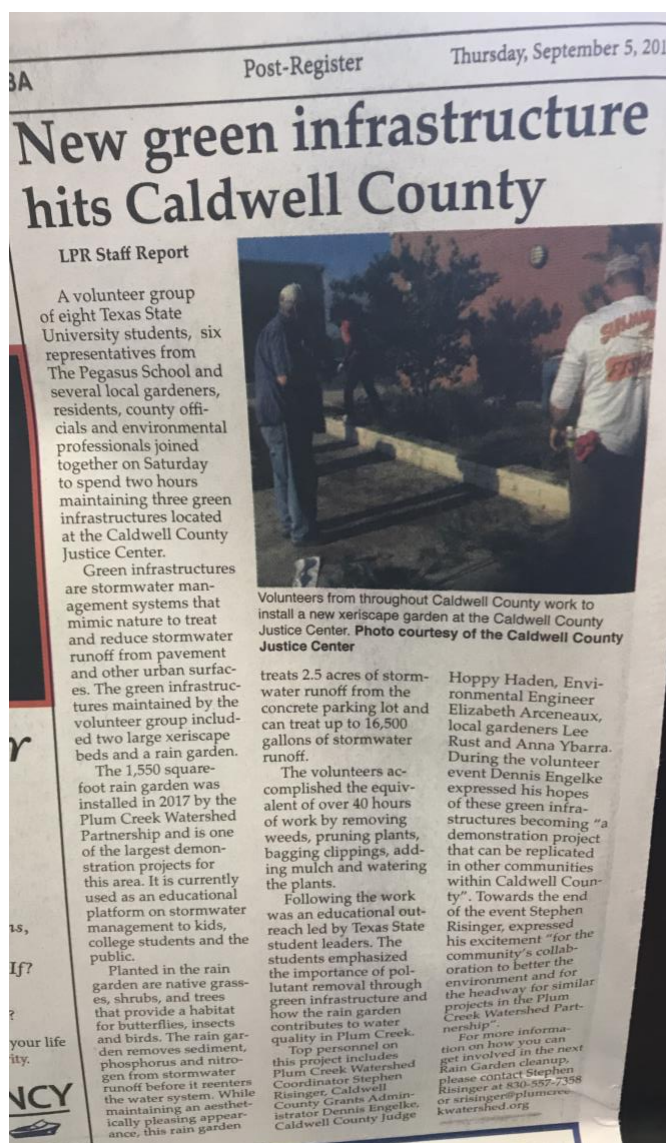 3A
Post-Register
Thursday, September 5, 201
New green infrastructure
hits Caldwell County
LPR Staff Report
A volunteer group
of eight Texas State
University students, six
representatives from
The Pegasus School and
several local gardeners,
residents, county offi-
cials and environmental
professionals joined
together on Saturday
to spend two hours
maintaining three green
infrastructures located
at the Caldwell County
Justice Center.
Green infrastructures
are stormwater man-
agement systems that
mimic nature to treat
and reduce stormwater
runoff from pavement
and other urban surfac-
es. The green infrastruc-
tures maintained by the
volunteer group includ-
ed two large xeriscape
beds and a rain garden.
The 1,550 square-
foot rain garden was
installed in 2017 by the
Plum Creek Watershed
Partnership and is one
of the largest demon-
stration projects for
this area. It is currently
used as an educational
platform on stormwater
management to kids,
college students and the
public.
Planted in the rain
garden are native grass-
es, shrubs, and trees
that provide a habitat
for butterflies, insects
and birds. The rain gar-
den removes sediment,
phosphorus and nitro-
gen from stormwater
runoff before it reenters
the water system. While
maintaining an aesthet-
ically pleasing appear-
ance, this rain garden
Volunteers from throughout Caldwell County work to
install a new xeriscape garden at the Caldwell County
Justice Center. Photo courtesy of the Caldwell County
Justice Center
treats 2.5 acres of storm-
water runoff from the
concrete parking lot and
can treat up to 16,500
gallons of stormwater
runoff.
The volunteers ac-
complished the equiv-
alent of over 40 hours
of work by removing
weeds, pruning plants,
bagging clippings, add-
ing mulch and watering
the plants.
Following the work
was an educational out-
reach led by Texas State
student leaders. The
students emphasized
the importance of pol-
lutant removal through
green infrastructure and
how the rain garden
contributes to water
quality in Plum Creek.
Top personnel on
this project includes
Plum Creek Watershed
Coordinator Stephen
Risinger, Caldwell
County Grants Admin-
istrator Dennis Engelke,
Caldwell County Judge
Hoppy Haden, Envi-
ronmental Engineer
Elizabeth Arceneaux,
local gardeners Lee
Rust and Anna Ybarra.
During the volunteer
event Dennis Engelke
expressed his hopes
of these green infra-
structures becoming "a
demonstration project
that can be replicated
in other communities
within Caldwell Coun-
ty". Towards the end
of the event Stephen
Risinger, expressed
his excitement "for the
community's collab-
oration to better the
environment and for
the headway for similar
projects in the Plum
Creek Watershed Part-
nership".
For more informa-
tion on how you can
get involved in the next
Rain Garden cleanup,
please contact Stephen
Risinger at 830-557-7358
or srisinger@plumcree
kwatershed.org
r
ns,
If?
?
your life
ity.
NCY